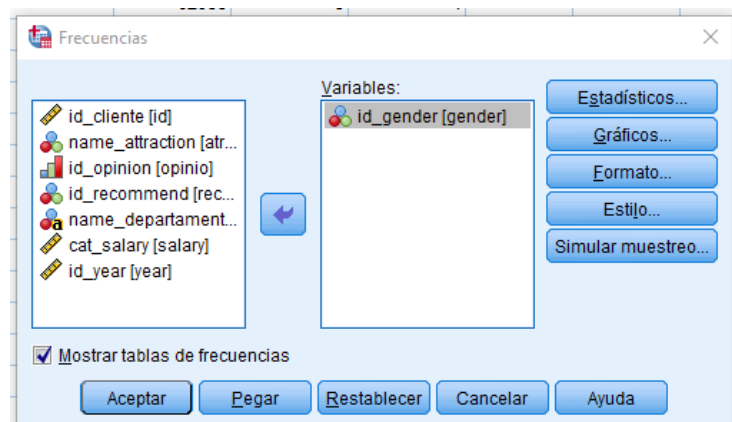 Frecuencias
Variables:
id_cliente [id]
name_attraction [atr...
id_opinion [opinio]
id_recommend [rec...
name_departament...
cat_salary [salary]
id_year [year]
id_gender [gender]
Estadísticos...
Gráficos...
Formato...
Estilo...
Simular muestreo...
Mostrar tablas de frecuencias
Aceptar
Pegar
Restablecer
Cancelar
Ayuda